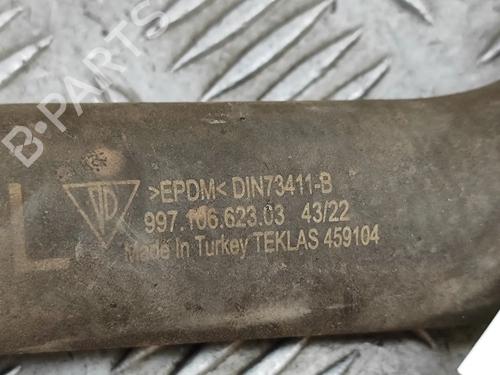 B-PARTS
>EPDM< DIN73411-B
997.106.623.03 43/22
L
Made In Turkey TEKLAS 459104